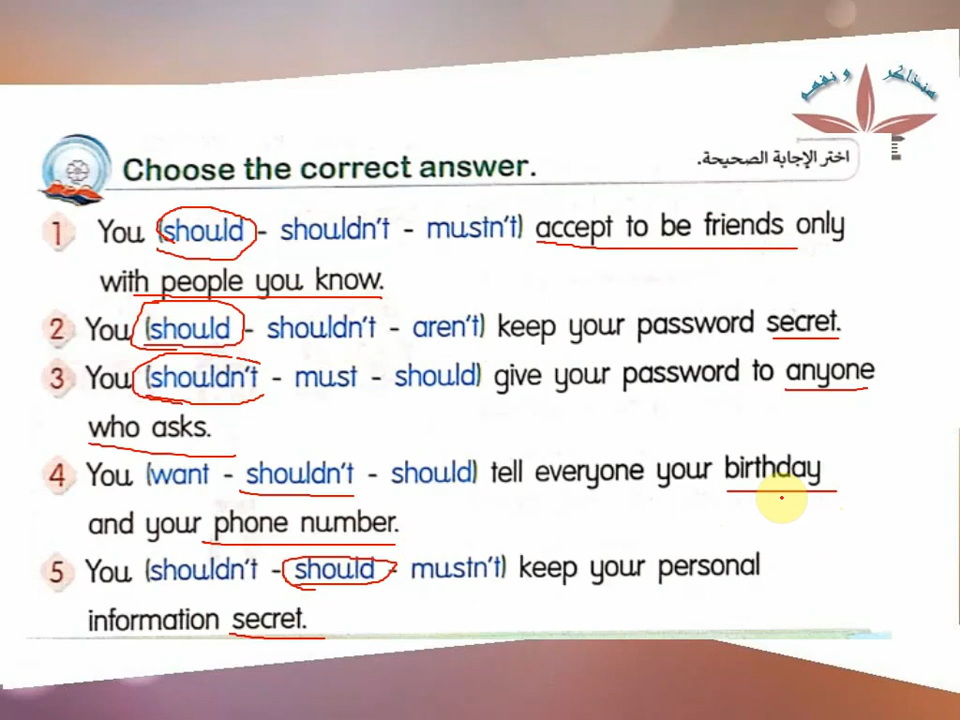 منذاكر ونفهم
Choose the correct answer.
اختر الإجابة الصحيحة.
1 You (should - shouldn't - mustn't) accept to be friends only
with people you know.
2 You (should - shouldn't - aren't) keep your password secret.
3 You (shouldn't - must - should) give your password to anyone
who asks.
4 You (want - shouldn't - should) tell everyone your birthday
and your phone number.
5 You (shouldn't - should - mustn't) keep your personal
information secret.